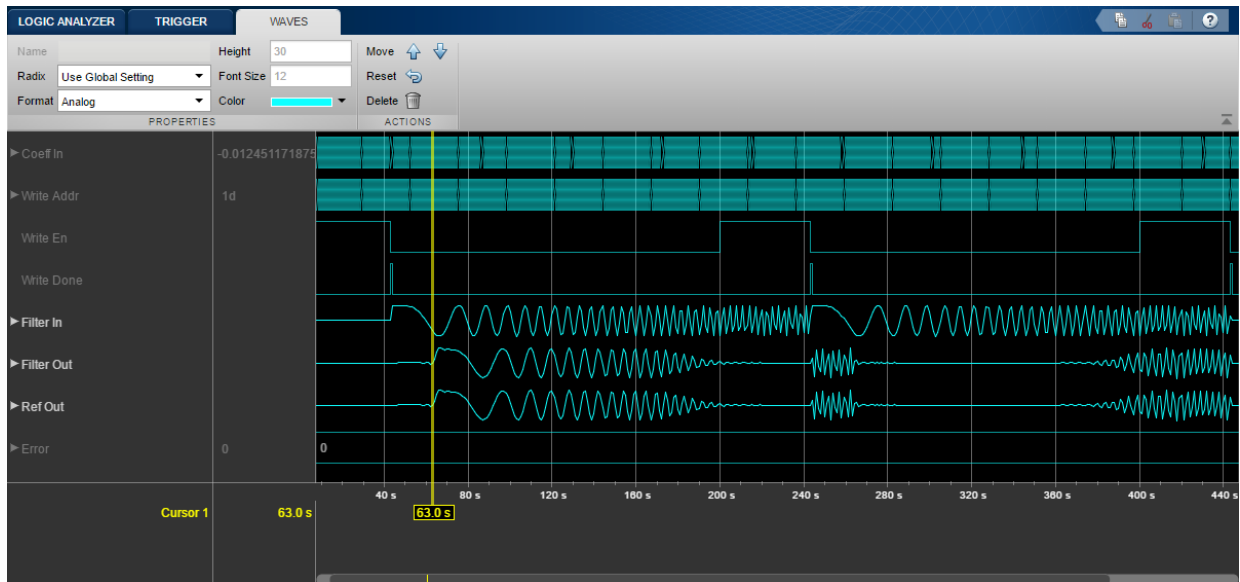 LOGIC ANALYZER TRIGGER WAVES ?
Name Height 30 Move
Radix Use Global Setting Font Size 12 Reset
Format Analog Color Delete
PROPERTIES ACTIONS
Coeff In -0.012451171875
Write Addr 1d
Write En
Write Done
Filter In
Filter Out
Ref Out
Error 0 0
40 s 80 s 120 s 160 s 200 s 240 s 280 s 320 s 360 s 400 s 440 s
Cursor 1 63.0 s 63.0 s